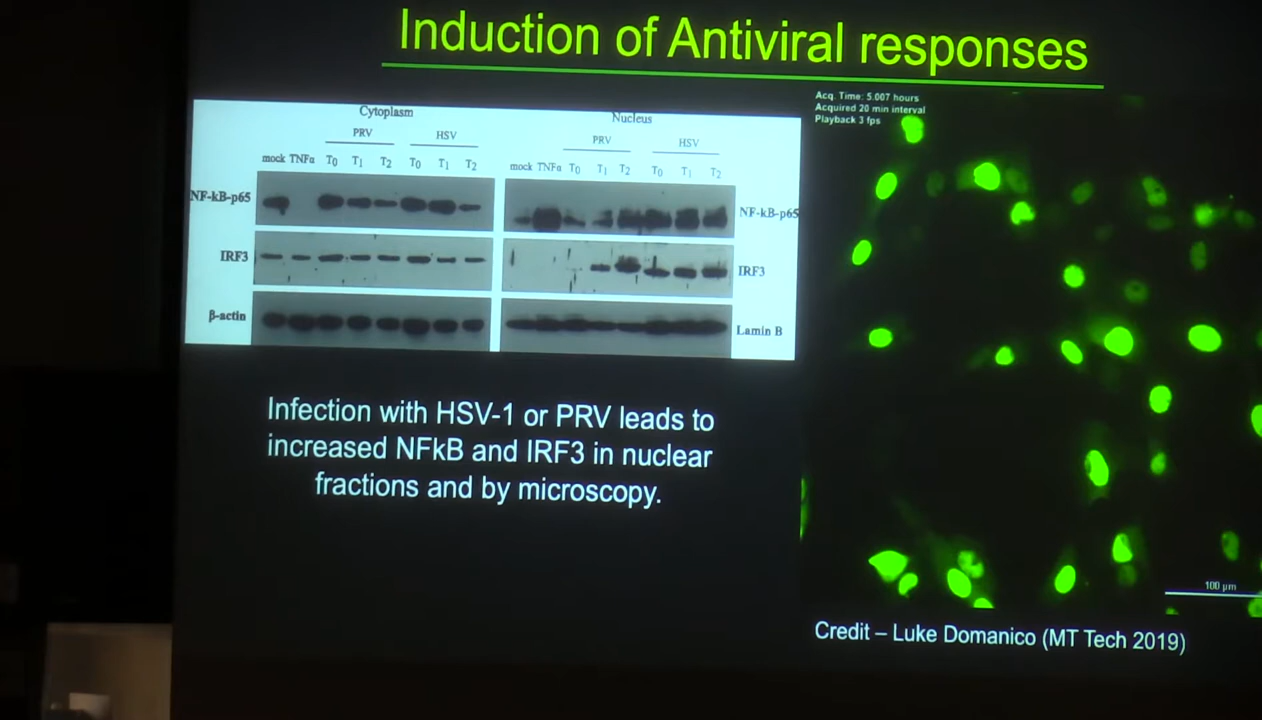 Induction of Antiviral responses
Cytoplasm
PRV
HSV
mock TNFα T0 T1 T2 T0 T1 T2
NF-kB-p65
IRF3
β-actin
Nucleus
PRV
HSV
mock TNFα T0 T1 T2 T0 T1 T2
NF-kB-p65
IRF3
Lamin B
Acq. Time: 5.007 hours
Acquired 20 min interval
Playback 3 fps
100 µm
Infection with HSV-1 or PRV leads to
increased NFkB and IRF3 in nuclear
fractions and by microscopy.
Credit – Luke Domanico (MT Tech 2019)